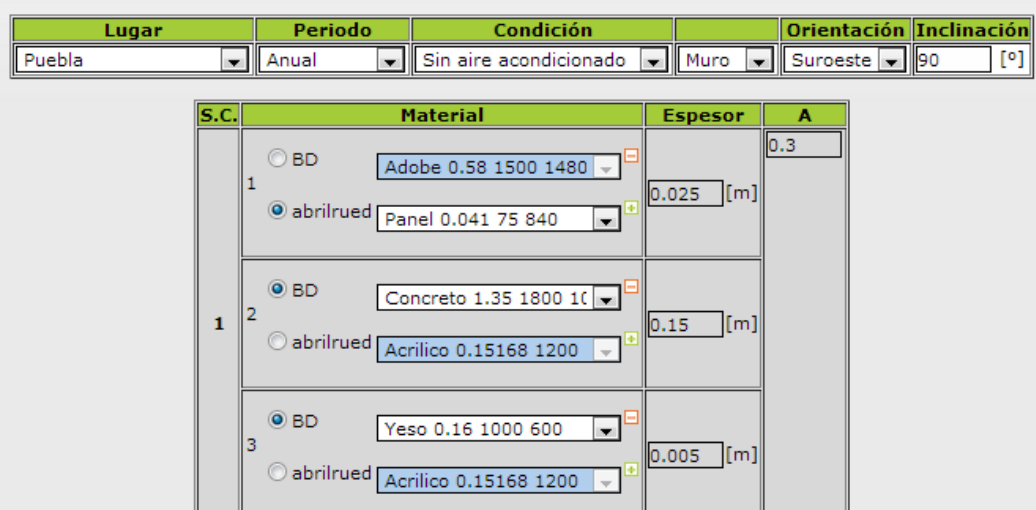 Lugar Periodo Condición Orientación Inclinación
Puebla Anual Sin aire acondicionado Muro Suroeste 90 [º]
S.C. Material Espesor A
1 1 BD Adobe 0.58 1500 1480 0.025 [m] 0.3
abrilrued Panel 0.041 75 840
2 BD Concreto 1.35 1800 10 0.15 [m]
abrilrued Acrilico 0.15168 1200
3 BD Yeso 0.16 1000 600 0.005 [m]
abrilrued Acrilico 0.15168 1200